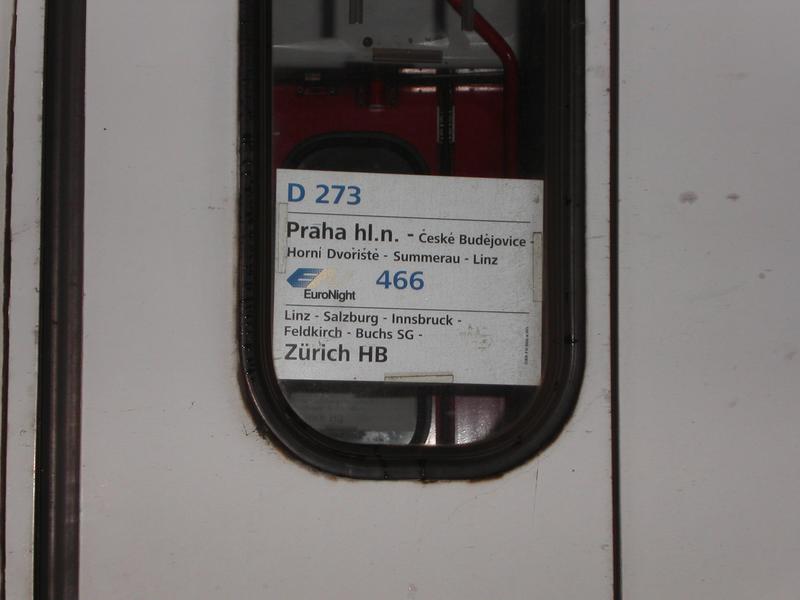 D 273
Praha hl.n. - České Budějovice -
Horní Dvořiště - Summerau - Linz
466
EuroNight
Linz - Salzburg - Innsbruck -
Feldkirch - Buchs SG -
Zürich HB